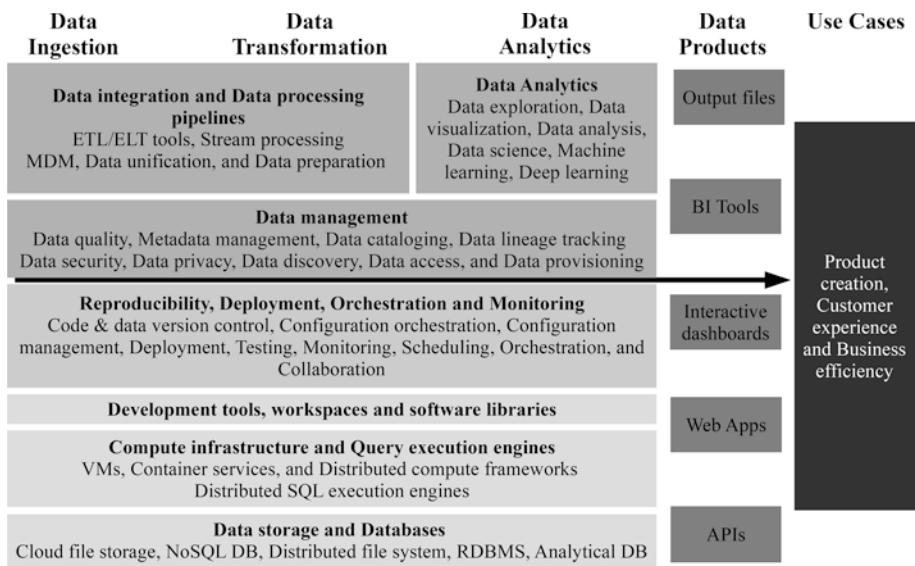 Data
Ingestion
Data
Transformation
Data
Analytics
Data
Products
Use Cases
Data integration and Data processing
pipelines
ETL/ELT tools, Stream processing
MDM, Data unification, and Data preparation
Data Analytics
Data exploration, Data
visualization, Data analysis,
Data science, Machine
learning, Deep learning
Data management
Data quality, Metadata management, Data cataloging, Data lineage tracking
Data security, Data privacy, Data discovery, Data access, and Data provisioning
Reproducibility, Deployment, Orchestration and Monitoring
Code & data version control, Configuration orchestration, Configuration
management, Deployment, Testing, Monitoring, Scheduling, Orchestration, and
Collaboration
Development tools, workspaces and software libraries
Compute infrastructure and Query execution engines
VMs, Container services, and Distributed compute frameworks
Distributed SQL execution engines
Data storage and Databases
Cloud file storage, NoSQL DB, Distributed file system, RDBMS, Analytical DB
Output files
BI Tools
Interactive
dashboards
Web Apps
APIs
Product
creation,
Customer
experience
and Business
efficiency